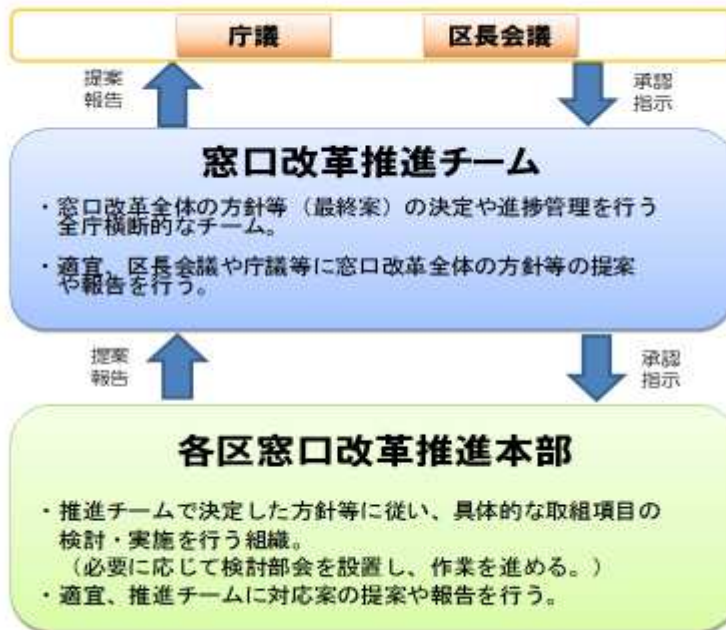 庁議
区長会議
提案
報告
承認
指示
窓口改革推進チーム
・窓口改革全体の方針等（最終案）の決定や進捗管理を行う
全庁横断的なチーム。
・適宜、区長会議や庁議等に窓口改革全体の方針等の提案
や報告を行う。
提案
報告
承認
指示
各区窓口改革推進本部
・推進チームで決定した方針等に従い、具体的な取組項目の
検討・実施を行う組織。
（必要に応じて検討部会を設置し、作業を進める。）
・適宜、推進チームに対応案の提案や報告を行う。